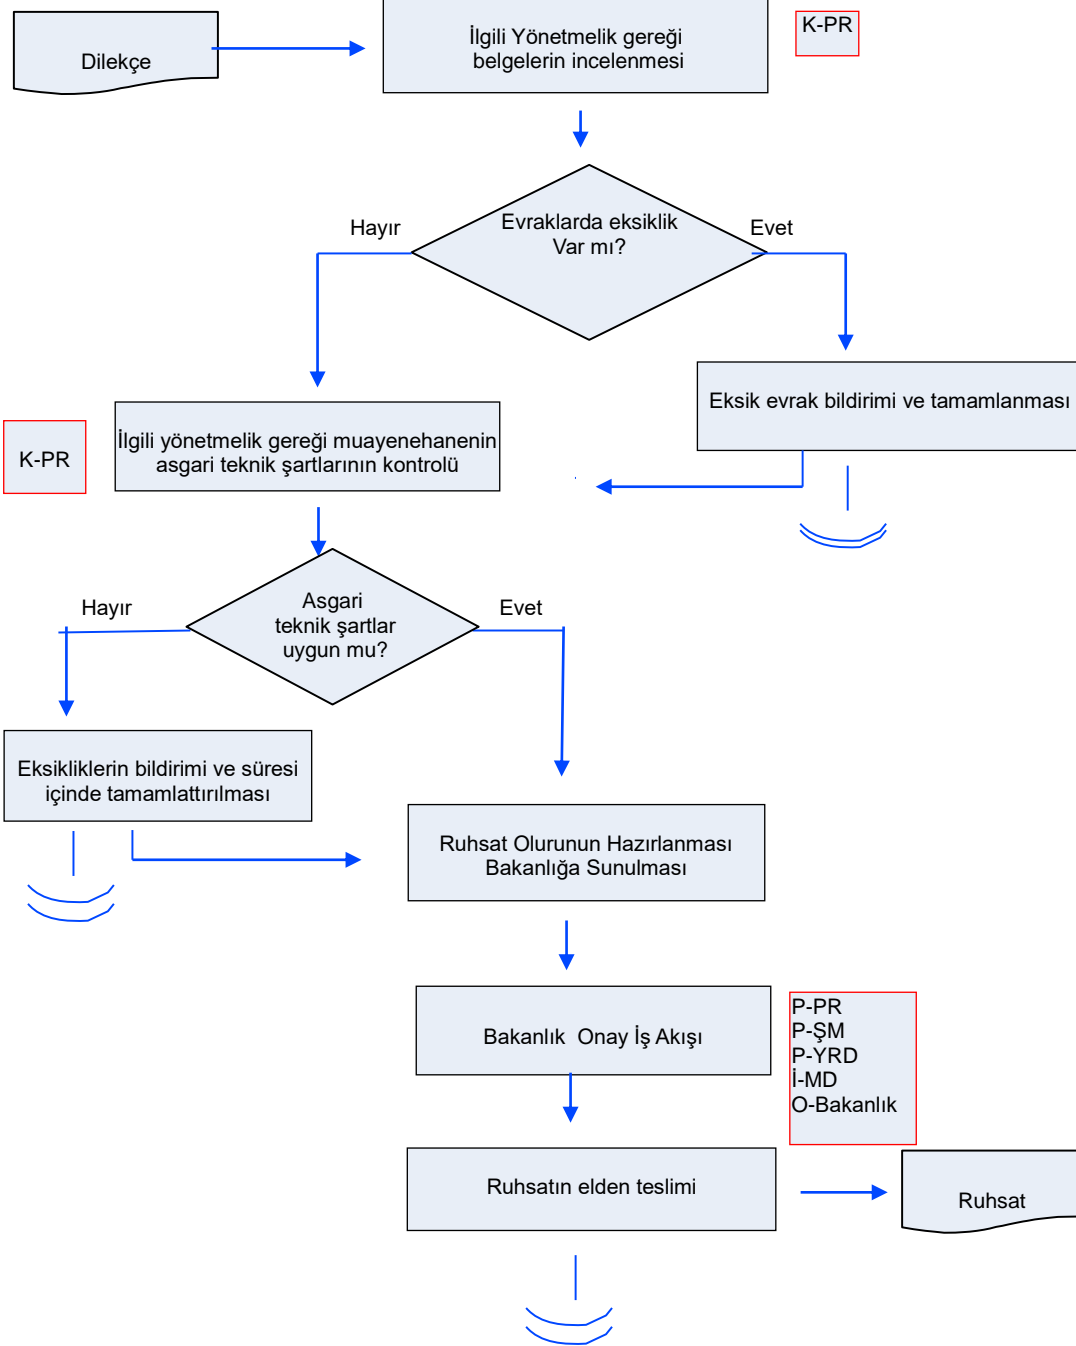 Dilekçe
İlgili Yönetmelik gereği
belgelerin incelenmesi
K-PR
Evraklarda eksiklik
Var mı?
Hayır
Evet
Eksik evrak bildirimi ve tamamlanması
K-PR
İlgili yönetmelik gereği muayenehanenin
asgari teknik şartlarının kontrolü
Asgari
teknik şartlar
uygun mu?
Hayır
Evet
Eksikliklerin bildirimi ve süresi
içinde tamamlattırılması
Ruhsat Olurunun Hazırlanması
Bakanlığa Sunulması
Bakanlık  Onay İş Akışı
P-PR
P-ŞM
P-YRD
İ-MD
O-Bakanlık
Ruhsatın elden teslimi
Ruhsat